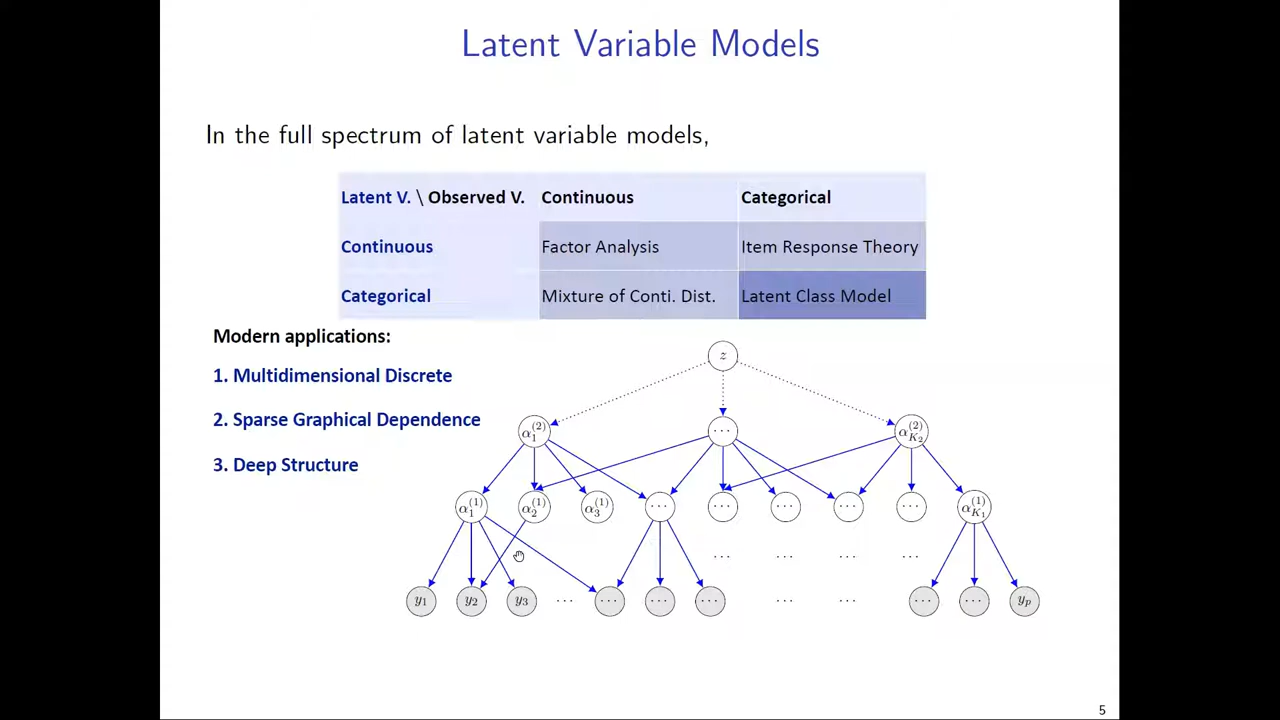 Latent Variable Models
In the full spectrum of latent variable models,
Latent V. \ Observed V. Continuous Categorical
Continuous Factor Analysis Item Response Theory
Categorical Mixture of Conti. Dist. Latent Class Model
Modern applications:
1. Multidimensional Discrete
2. Sparse Graphical Dependence
3. Deep Structure
z
α₁⁽²⁾ ··· α_{K₂}⁽²⁾
α₁⁽¹⁾ α₂⁽¹⁾ α₃⁽¹⁾ ··· ··· ··· ··· ··· α_{K₁}⁽¹⁾
··· ··· ···
y₁ y₂ y₃ ··· ··· ··· ··· ··· ··· ··· ··· yₚ
5